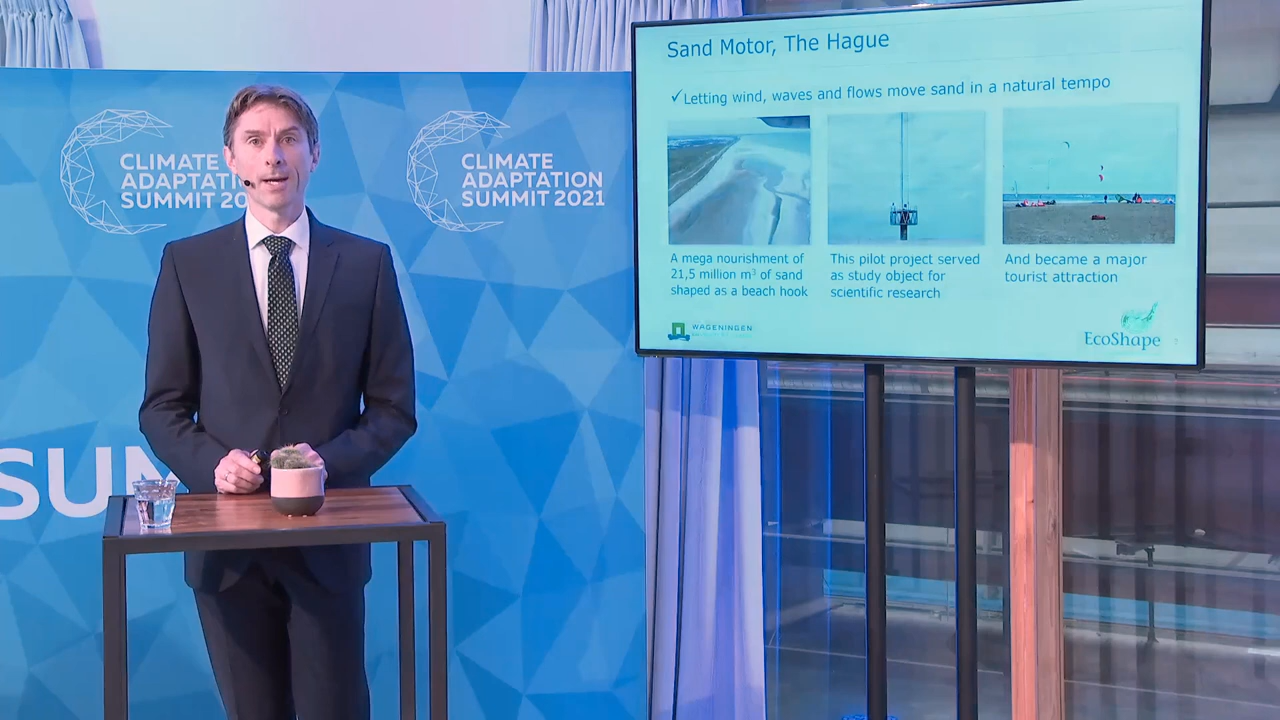 CLIMATE
ADAPTATI
SUMMIT 20
CLIMATE
ADAPTATION
SUMMIT 2021
SUM
Sand Motor, The Hague
✓Letting wind, waves and flows move sand in a natural tempo
A mega nourishment of
21,5 million m³ of sand
shaped as a beach hook
This pilot project served
as study object for
scientific research
And became a major
tourist attraction
WAGENINGEN
EcoShape